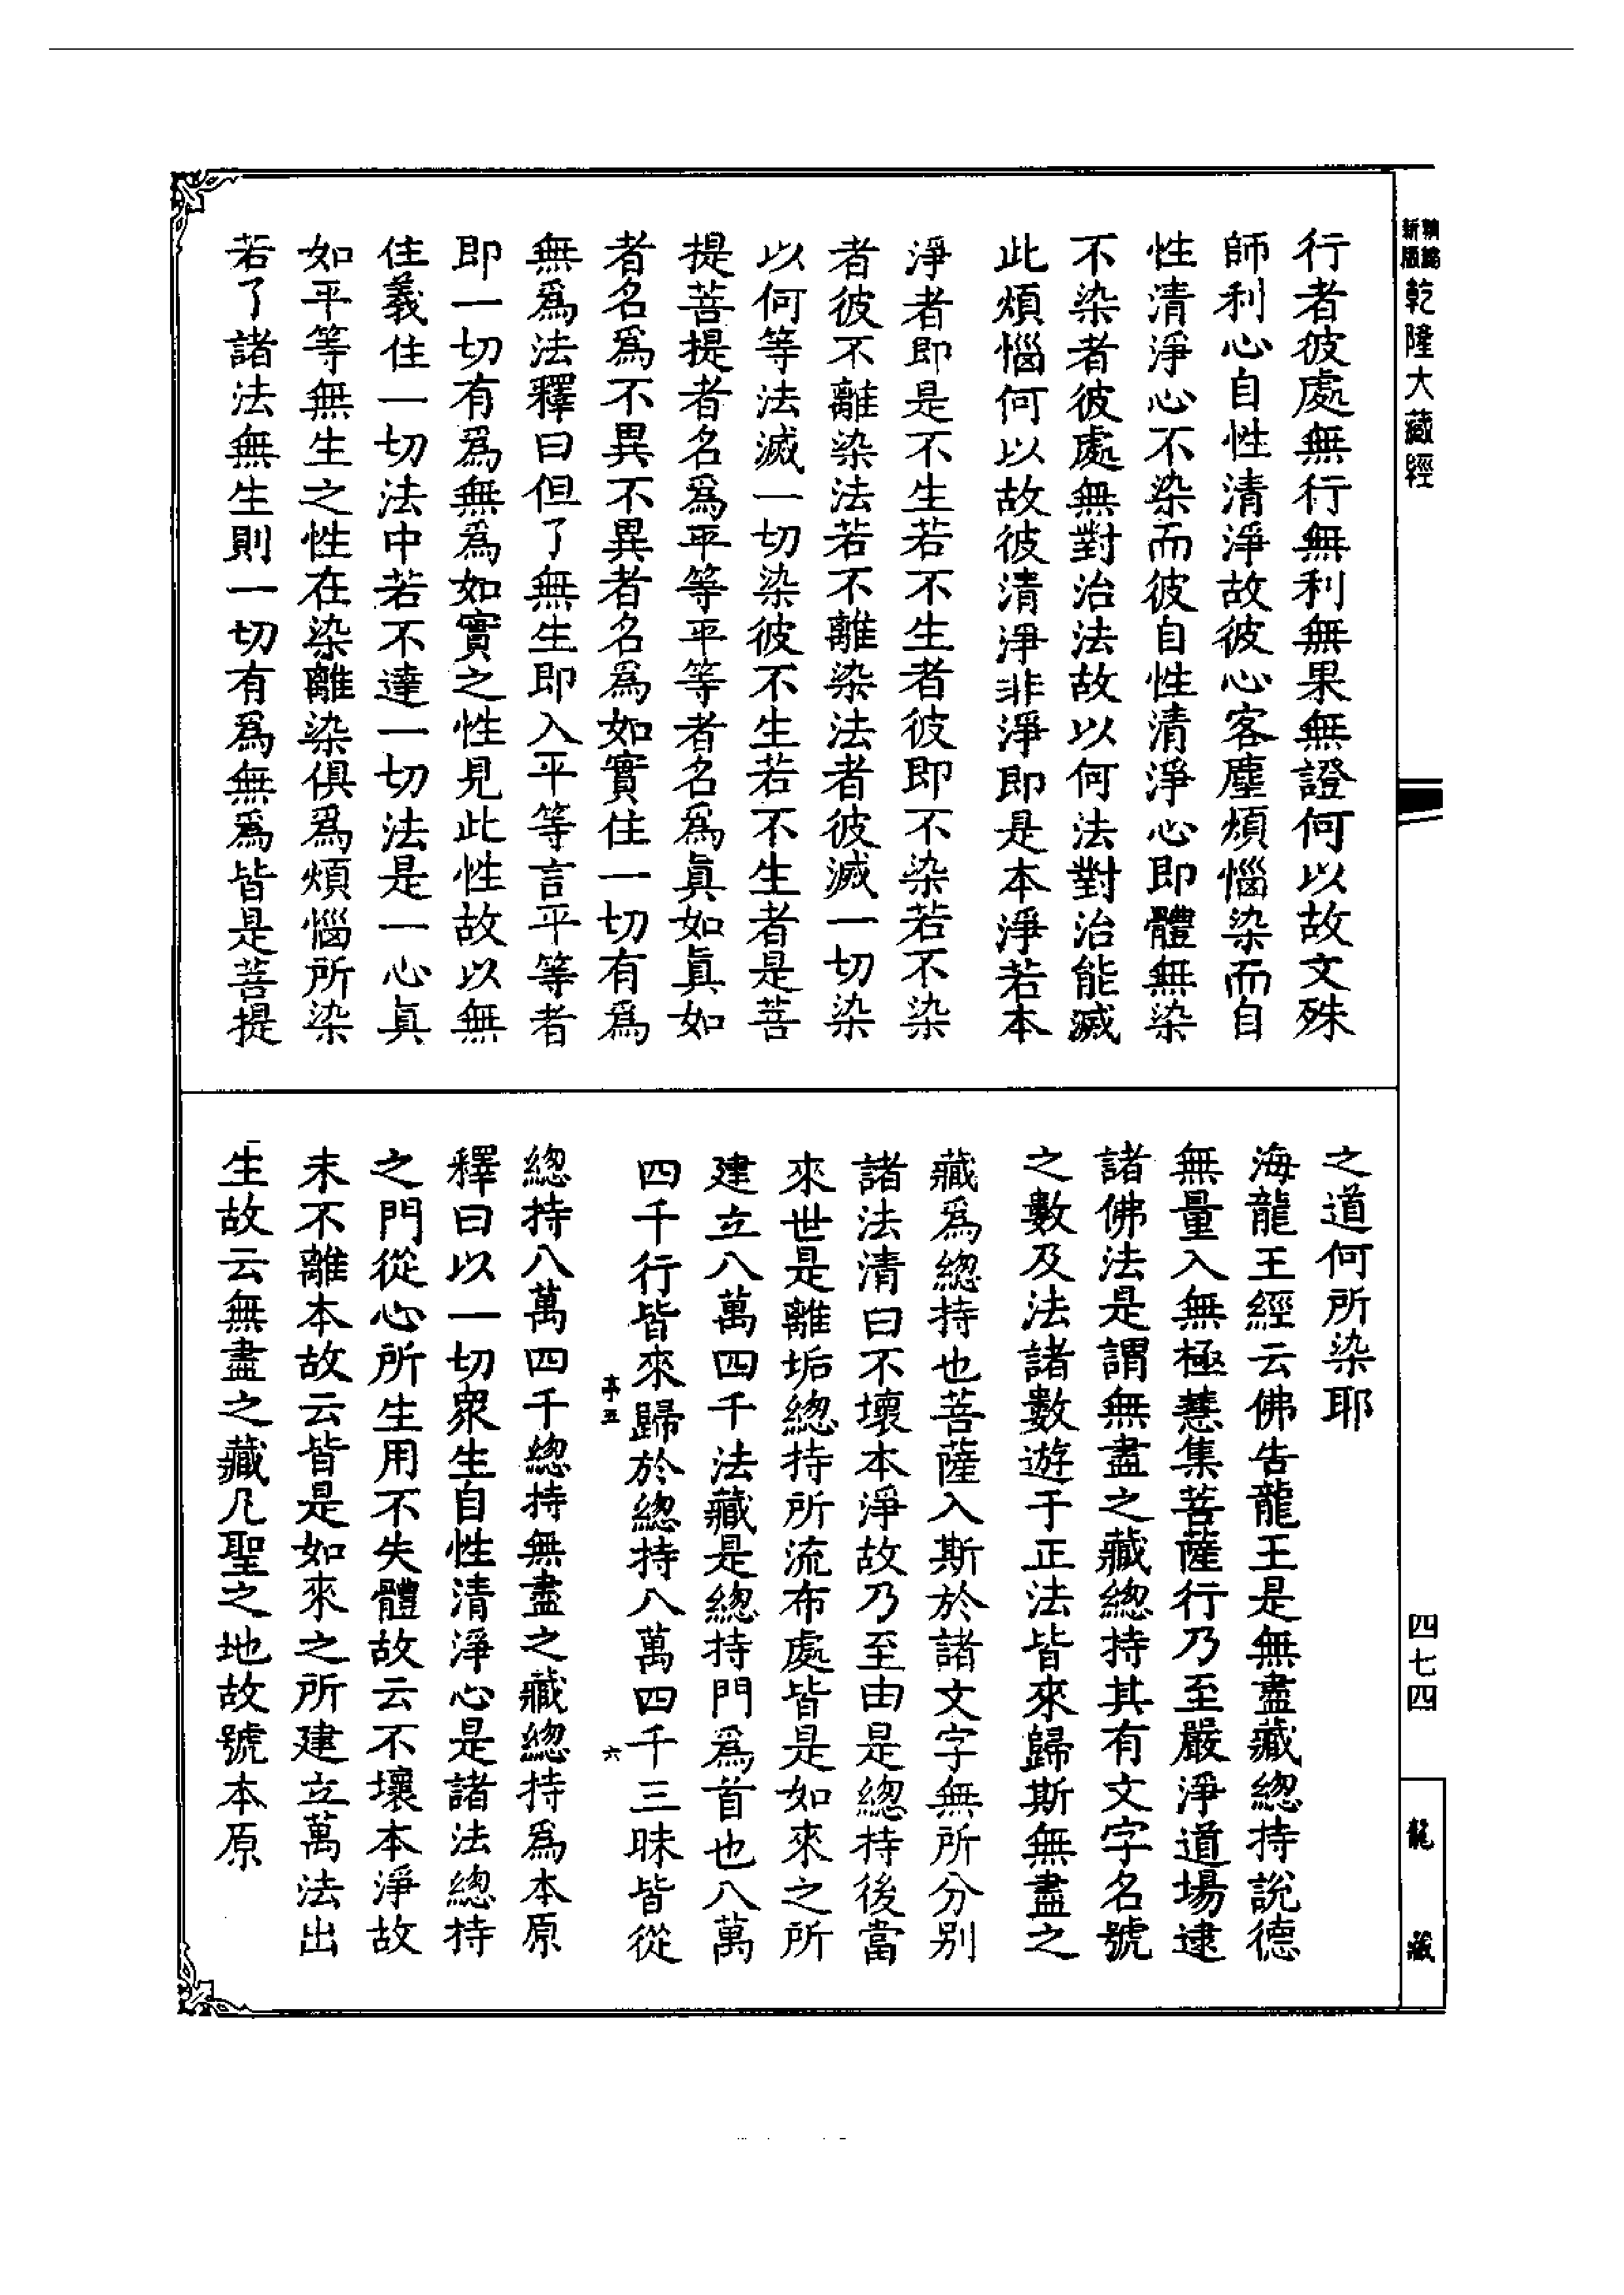 新編
新版
乾隆大藏經
四七四
龍藏
行者彼處無行無利無果無證何以故文殊
師利心自性清淨故彼心客塵煩惱染而自
性清淨心不染而彼自性清淨心即體無染
不染者彼處無對治法故以何法對治能滅
此煩惱何以故彼清淨非淨即是本淨若本
淨者即是不生若不生者彼即不染若不染
者彼不離染法若不離染法者彼滅一切染
以何等法滅一切染彼不生若不生者是菩
提菩提者名爲平等平等者名爲眞如眞如
者名爲不異不異者名爲如實住一切有爲
無爲法釋曰但了無生即入平等言平等者
即一切有爲無爲如實之性見此性故以無
住義住一切法中若不達一切法是一心眞
如平等無生之性在染離染俱爲煩惱所染
若了諸法無生則一切有爲無爲皆是菩提
之道何所染耶
海龍王經云佛告龍王是無盡藏總持說德
無量入無極慧集菩薩行乃至嚴淨道場逮
諸佛法是謂無盡之藏總持其有文字名號
之數及法諸數遊于正法皆來歸斯無盡之
藏爲總持也菩薩入斯於諸文字無所分別
諸法清曰不壞本淨故乃至由是總持後當
來世是離垢總持所流布處皆是如來之所
建立八萬四千法藏是總持門爲首也八萬
四千行皆來歸於總持八萬四千三昧皆從
亭五
六
總持八萬四千總持無盡之藏總持爲本原
釋曰以一切衆生自性清淨心是諸法總持
之門從心所生用不失體故云不壞本淨故
未不離本故云皆是如來之所建立萬法出
生故云無盡之藏凡聖之地故號本原